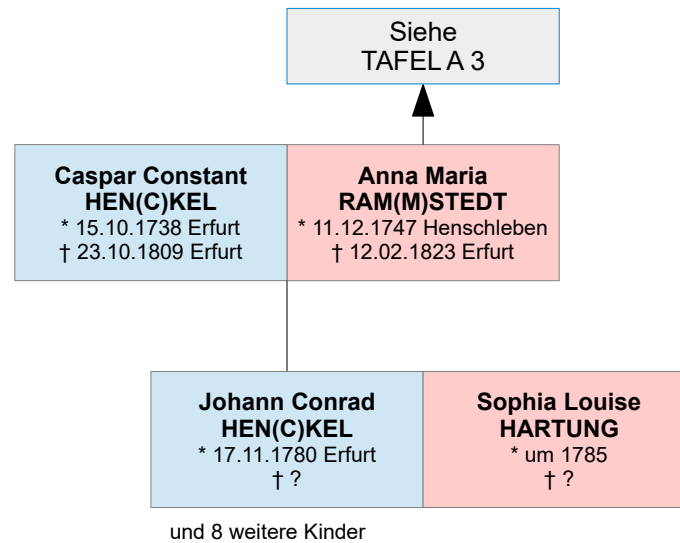 Siehe
TAFEL A 3
Caspar Constant
HEN(C)KEL
* 15.10.1738 Erfurt
† 23.10.1809 Erfurt
Anna Maria
RAM(M)STEDT
* 11.12.1747 Henschleben
† 12.02.1823 Erfurt
Johann Conrad
HEN(C)KEL
* 17.11.1780 Erfurt
† ?
Sophia Louise
HARTUNG
* um 1785
† ?
und 8 weitere Kinder